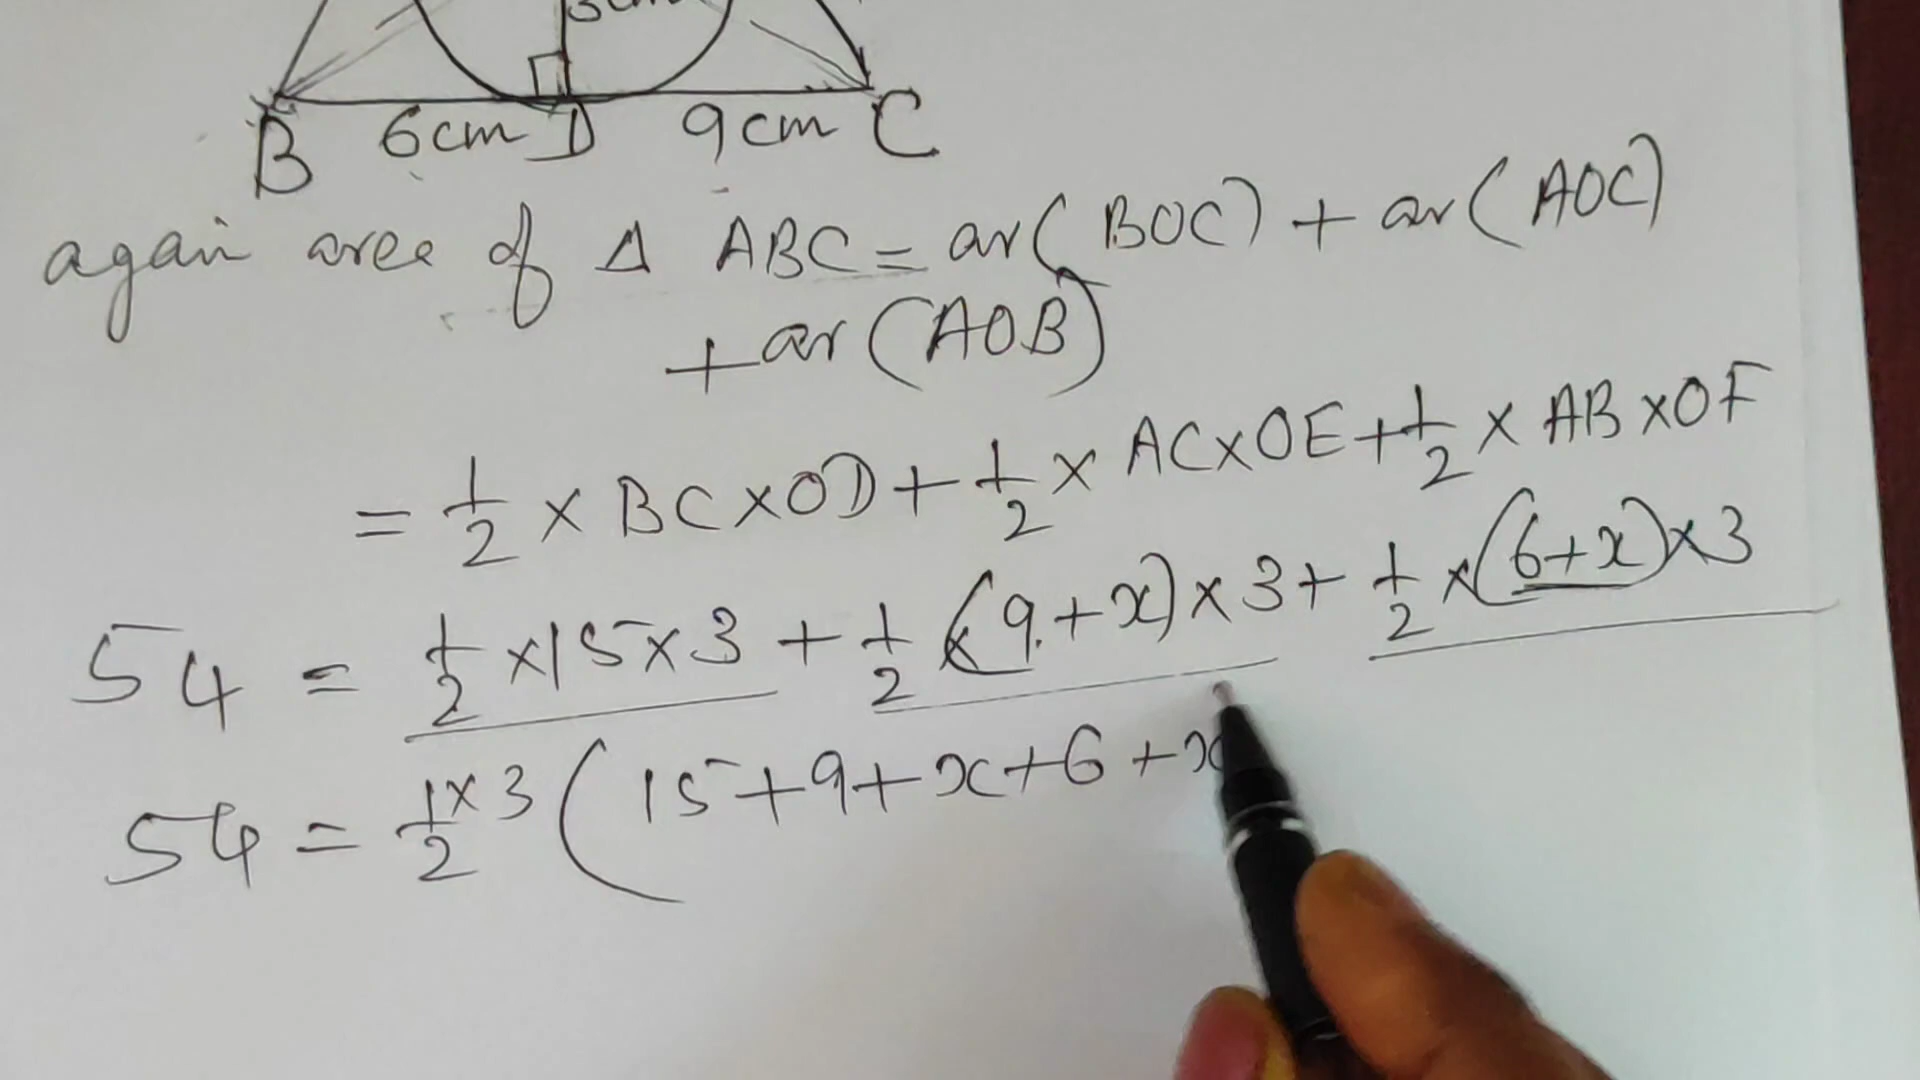 3cm
B 6cm D 9cm C
again area of Δ ABC = ar(BOC) + ar(AOC)
+ ar(AOB)
= 1/2 × BC × OD + 1/2 × AC × OE + 1/2 × AB × OF
54 = 1/2 × 15 × 3 + 1/2 × (9 + x) × 3 + 1/2 × (6 + x) × 3
54 = 1/2 × 3 ( 15 + 9 + x + 6 + x